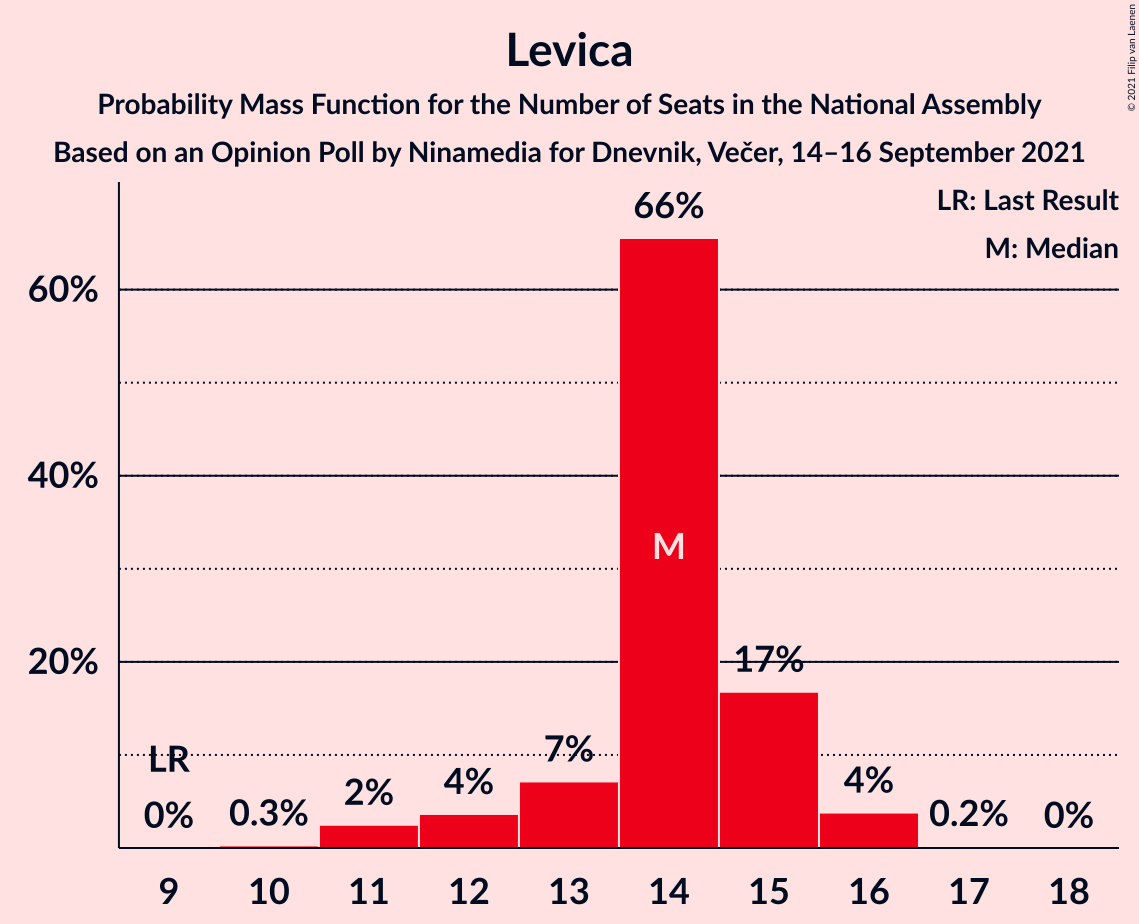 Levica
Probability Mass Function for the Number of Seats in the National Assembly
Based on an Opinion Poll by Ninamedia for Dnevnik, Večer, 14–16 September 2021
© 2021 Filip van Laenen
LR: Last Result
M: Median
60%
40%
20%
LR
0%
0.3%
2%
4%
7%
66%
M
17%
4%
0.2%
0%
9 10 11 12 13 14 15 16 17 18